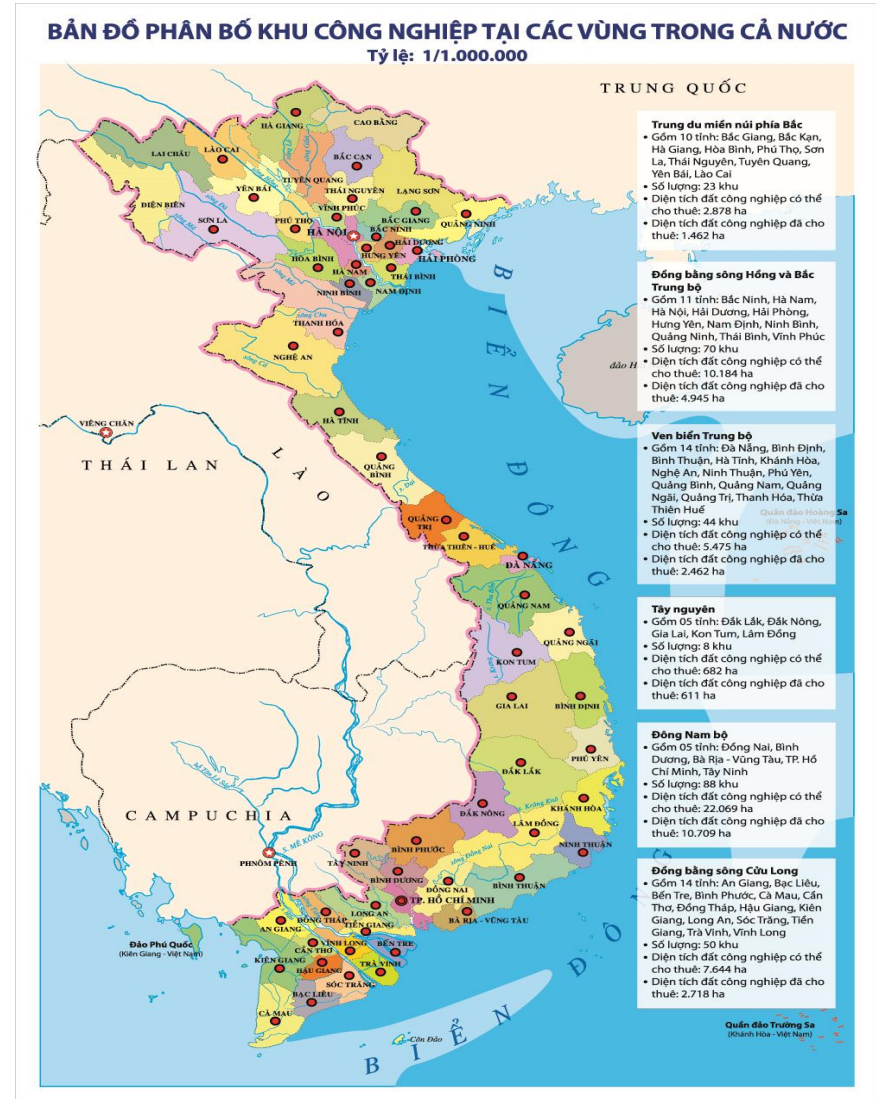 BẢN ĐỒ PHÂN BỐ KHU CÔNG NGHIỆP TẠI CÁC VÙNG TRONG CẢ NƯỚC
Tỷ lệ: 1/1.000.000
TRUNG QUỐC
HÀ GIANG
CAO BẰNG
LAI CHÂU
LÀO CAI
BẮC CẠN
TUYÊN QUANG
YÊN BÁI
THÁI NGUYÊN
LẠNG SƠN
ĐIỆN BIÊN
VĨNH PHÚC
SƠN LA
PHÚ THỌ
BẮC GIANG
QUẢNG NINH
HÀ NỘI
BẮC NINH
HẢI DƯƠNG
HƯNG YÊN
HẢI PHÒNG
HÒA BÌNH
HÀ NAM
THÁI BÌNH
NINH BÌNH
NAM ĐỊNH
sông Mã
sông Chu
THANH HÓA
NGHỆ AN
sông Cả
HÀ TĨNH
VIÊNG CHĂN
THÁI LAN
LÀO
QUẢNG BÌNH
QUẢNG TRỊ
THỪA THIÊN - HUẾ
ĐÀ NẴNG
QUẢNG NAM
QUẢNG NGÃI
KON TUM
GIA LAI
BÌNH ĐỊNH
PHÚ YÊN
ĐẮK LẮK
KHÁNH HÒA
ĐẮK NÔNG
LÂM ĐỒNG
NINH THUẬN
CAMPUCHIA
S. MÊ KÔNG
PHNÔM PÊNH
BÌNH PHƯỚC
TÂY NINH
sông Đồng Nai
BÌNH DƯƠNG
ĐỒNG NAI
BÌNH THUẬN
TP. HỒ CHÍ MINH
LONG AN
BÀ RỊA - VŨNG TÀU
ĐỒNG THÁP
TIỀN GIANG
AN GIANG
VĨNH LONG
BẾN TRE
CẦN THƠ
KIÊN GIANG
HẬU GIANG
TRÀ VINH
SÓC TRĂNG
BẠC LIÊU
CÀ MAU
Đảo Phú Quốc
(Kiên Giang - Việt Nam)
Côn Đảo
BIỂN ĐÔNG
BIỂN ĐÔNG
đảo H
Trung du miền núi phía Bắc
• Gồm 10 tỉnh: Bắc Giang, Bắc Kạn,
Hà Giang, Hòa Bình, Phú Thọ, Sơn
La, Thái Nguyên, Tuyên Quang,
Yên Bái, Lào Cai
• Số lượng: 23 khu
• Diện tích đất công nghiệp có thể
cho thuê: 2.878 ha
• Diện tích đất công nghiệp đã cho
thuê: 1.462 ha
Đồng bằng sông Hồng và Bắc
Trung bộ
• Gồm 11 tỉnh: Bắc Ninh, Hà Nam,
Hà Nội, Hải Dương, Hải Phòng,
Hưng Yên, Nam Định, Ninh Bình,
Quảng Ninh, Thái Bình, Vĩnh Phúc
• Số lượng: 70 khu
• Diện tích đất công nghiệp có thể
cho thuê: 10.184 ha
• Diện tích đất công nghiệp đã cho
thuê: 4.945 ha
Ven biển Trung bộ
• Gồm 14 tỉnh: Đà Nẵng, Bình Định,
Bình Thuận, Hà Tĩnh, Khánh Hòa,
Nghệ An, Ninh Thuận, Phú Yên,
Quảng Bình, Quảng Nam, Quảng
Ngãi, Quảng Trị, Thanh Hóa, Thừa
Thiên Huế
• Số lượng: 44 khu
• Diện tích đất công nghiệp có thể
cho thuê: 5.475 ha
• Diện tích đất công nghiệp đã cho
thuê: 2.462 ha
Quần đảo Hoàng Sa
(Đà Nẵng - Việt Nam)
Tây nguyên
• Gồm 05 tỉnh: Đắk Lắk, Đắk Nông,
Gia Lai, Kon Tum, Lâm Đồng
• Số lượng: 8 khu
• Diện tích đất công nghiệp có thể
cho thuê: 682 ha
• Diện tích đất công nghiệp đã cho
thuê: 611 ha
Đông Nam bộ
• Gồm 05 tỉnh: Đồng Nai, Bình
Dương, Bà Rịa - Vũng Tàu, TP. Hồ
Chí Minh, Tây Ninh
• Số lượng: 88 khu
• Diện tích đất công nghiệp có thể
cho thuê: 22.069 ha
• Diện tích đất công nghiệp đã cho
thuê: 10.709 ha
Đồng bằng sông Cửu Long
• Gồm 14 tỉnh: An Giang, Bạc Liêu,
Bến Tre, Bình Phước, Cà Mau, Cần
Thơ, Đồng Tháp, Hậu Giang, Kiên
Giang, Long An, Sóc Trăng, Tiền
Giang, Trà Vinh, Vĩnh Long
• Số lượng: 50 khu
• Diện tích đất công nghiệp có thể
cho thuê: 7.644 ha
• Diện tích đất công nghiệp đã cho
thuê: 2.718 ha
Quần đảo Trường Sa
(Khánh Hòa - Việt Nam)